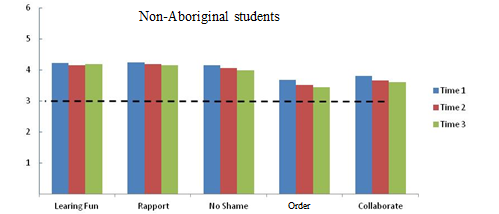 Non-Aboriginal students
6
5
4
3
2
1
Time 1
Time 2
Time 3
Learing Fun
Rapport
No Shame
Order
Collaborate